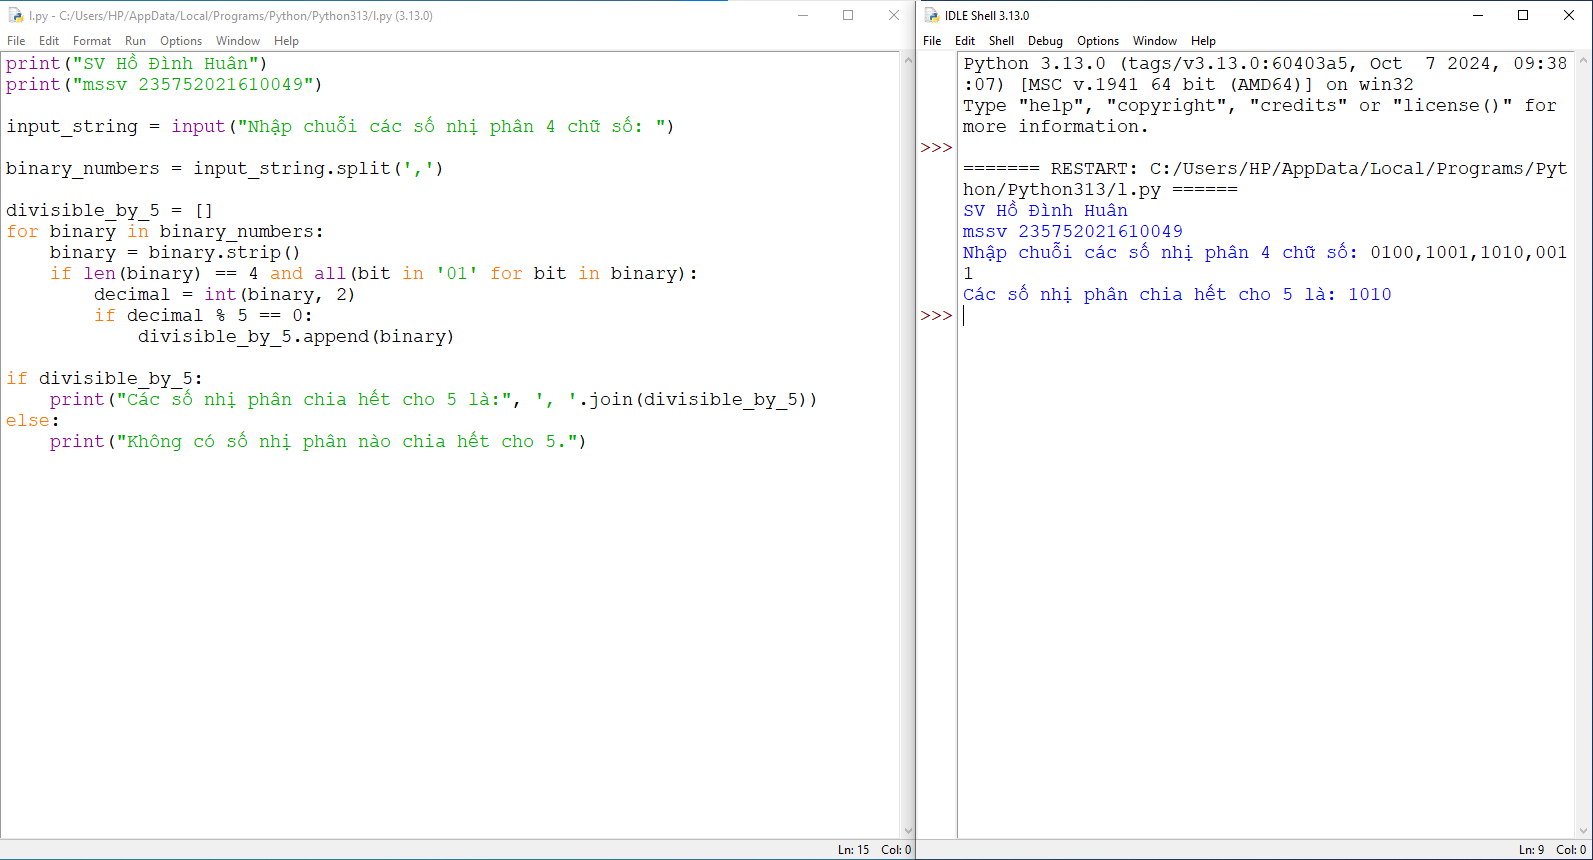 l.py - C:/Users/HP/AppData/Local/Programs/Python/Python313/l.py (3.13.0)
File Edit Format Run Options Window Help
print("SV Hồ Đình Huân")
print("mssv 235752021610049")
input_string = input("Nhập chuỗi các số nhị phân 4 chữ số: ")
binary_numbers = input_string.split(',')
divisible_by_5 = []
for binary in binary_numbers:
    binary = binary.strip()
    if len(binary) == 4 and all(bit in '01' for bit in binary):
        decimal = int(binary, 2)
        if decimal % 5 == 0:
            divisible_by_5.append(binary)
if divisible_by_5:
    print("Các số nhị phân chia hết cho 5 là:", ', '.join(divisible_by_5))
else:
    print("Không có số nhị phân nào chia hết cho 5.")
Ln: 15 Col: 0
IDLE Shell 3.13.0
File Edit Shell Debug Options Window Help
Python 3.13.0 (tags/v3.13.0:60403a5, Oct  7 2024, 09:38
:07) [MSC v.1941 64 bit (AMD64)] on win32
Type "help", "copyright", "credits" or "license()" for
more information.
>>>
======= RESTART: C:/Users/HP/AppData/Local/Programs/Pyt
hon/Python313/l.py ======
SV Hồ Đình Huân
mssv 235752021610049
Nhập chuỗi các số nhị phân 4 chữ số: 0100,1001,1010,001
1
Các số nhị phân chia hết cho 5 là: 1010
>>>
Ln: 9 Col: 0